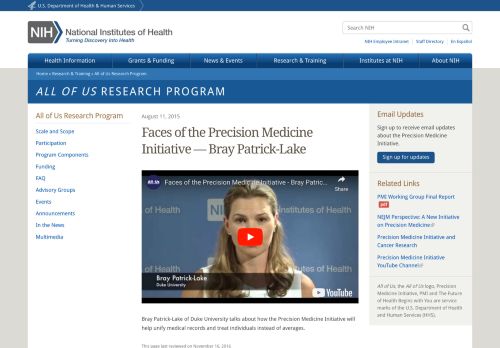 U.S. Department of Health & Human Services
Search NIH
NIH
National Institutes of Health
Turning Discovery Into Health
NIH Employee Intranet | Staff Directory | En Español
Health Information
Grants & Funding
News & Events
Research & Training
Institutes at NIH
About NIH
Home » Research & Training » All of Us Research Program
ALL OF US RESEARCH PROGRAM
All of Us Research Program
Scale and Scope
Participation
Program Components
Funding
FAQ
Advisory Groups
Events
Announcements
In the News
Multimedia
August 11, 2015
Faces of the Precision Medicine
Initiative — Bray Patrick-Lake
Faces of the Precision Medicine Initiative - Bray Patric...
Share
Bray Patrick-Lake
Duke University
YouTube
Bray Patrick-Lake of Duke University talks about how the Precision Medicine Initiative will
help unify medical records and treat individuals instead of averages.
This page last reviewed on November 16, 2016
Email Updates
Sign up to receive email updates
about the Precision Medicine
Initiative.
Sign up for updates
Related Links
PMI Working Group Final Report
pdf
NEJM Perspective: A New Initiative
on Precision Medicine
Precision Medicine Initiative and
Cancer Research
Precision Medicine Initiative
YouTube Channel
All of Us, the All of Us logo, Precision
Medicine Initiative, PMI and The Future
of Health Begins with You are service
marks of the U.S. Department of Health
and Human Services (HHS).